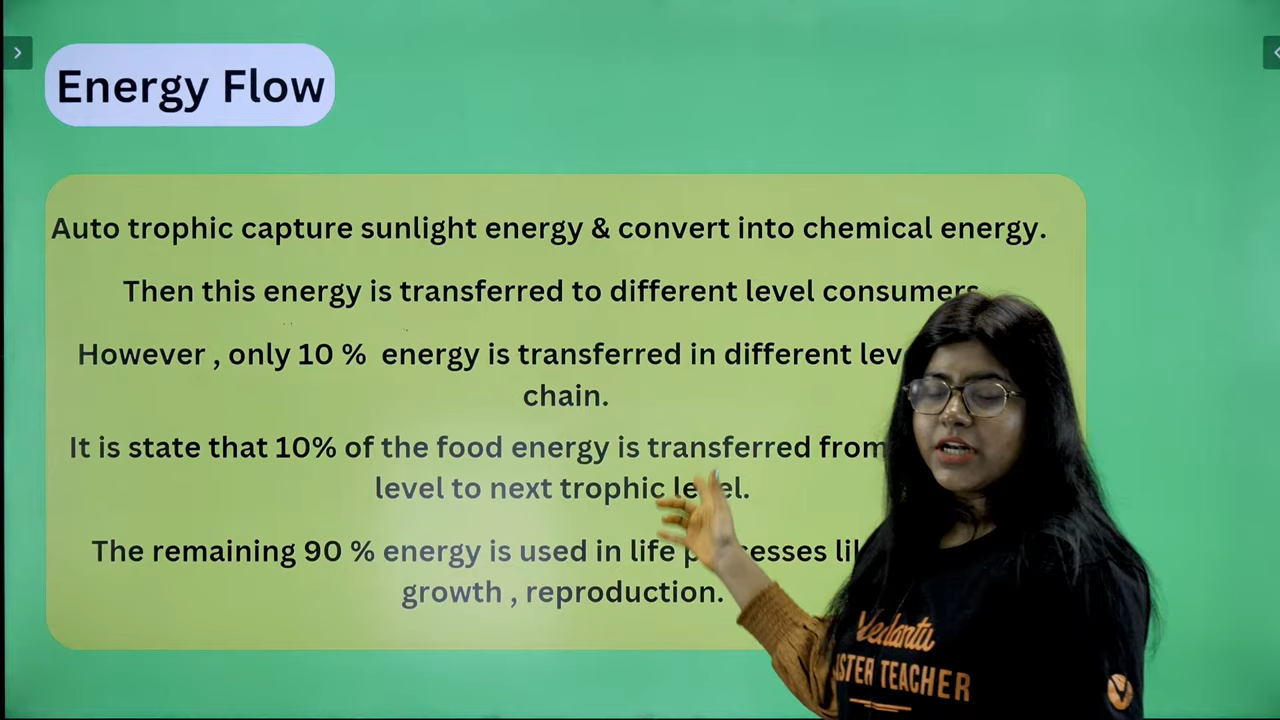 Energy Flow
Auto trophic capture sunlight energy & convert into chemical energy.
Then this energy is transferred to different level consumers
However , only 10 % energy is transferred in different
chain.
It is state that 10% of the food energy is transferred from
level to next trophic level.
The remaining 90 % energy is used in life processes
growth , reproduction.
Vedantu
TEACHER